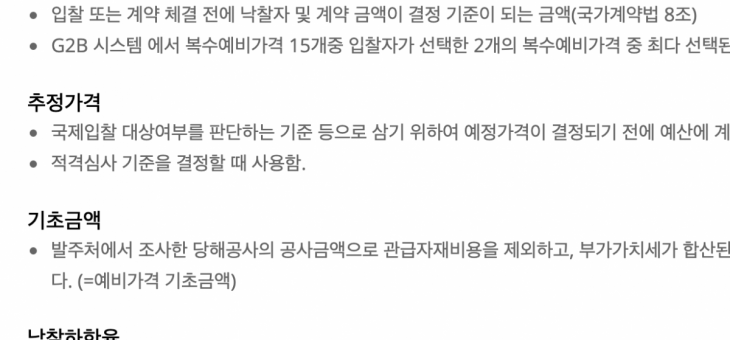 • 입찰 또는 계약 체결 전에 낙찰자 및 계약 금액이 결정 기준이 되는 금액(국가계약법 8조)
• G2B 시스템 에서 복수예비가격 15개중 입찰자가 선택한 2개의 복수예비가격 중 최다 선택된
추정가격
• 국제입찰 대상여부를 판단하는 기준 등으로 삼기 위하여 예정가격이 결정되기 전에 예산에 계
• 적격심사 기준을 결정할 때 사용함.
기초금액
• 발주처에서 조사한 당해공사의 공사금액으로 관급자재비용을 제외하고, 부가가치세가 합산된
다. (=예비가격 기초금액)
낙찰하한율